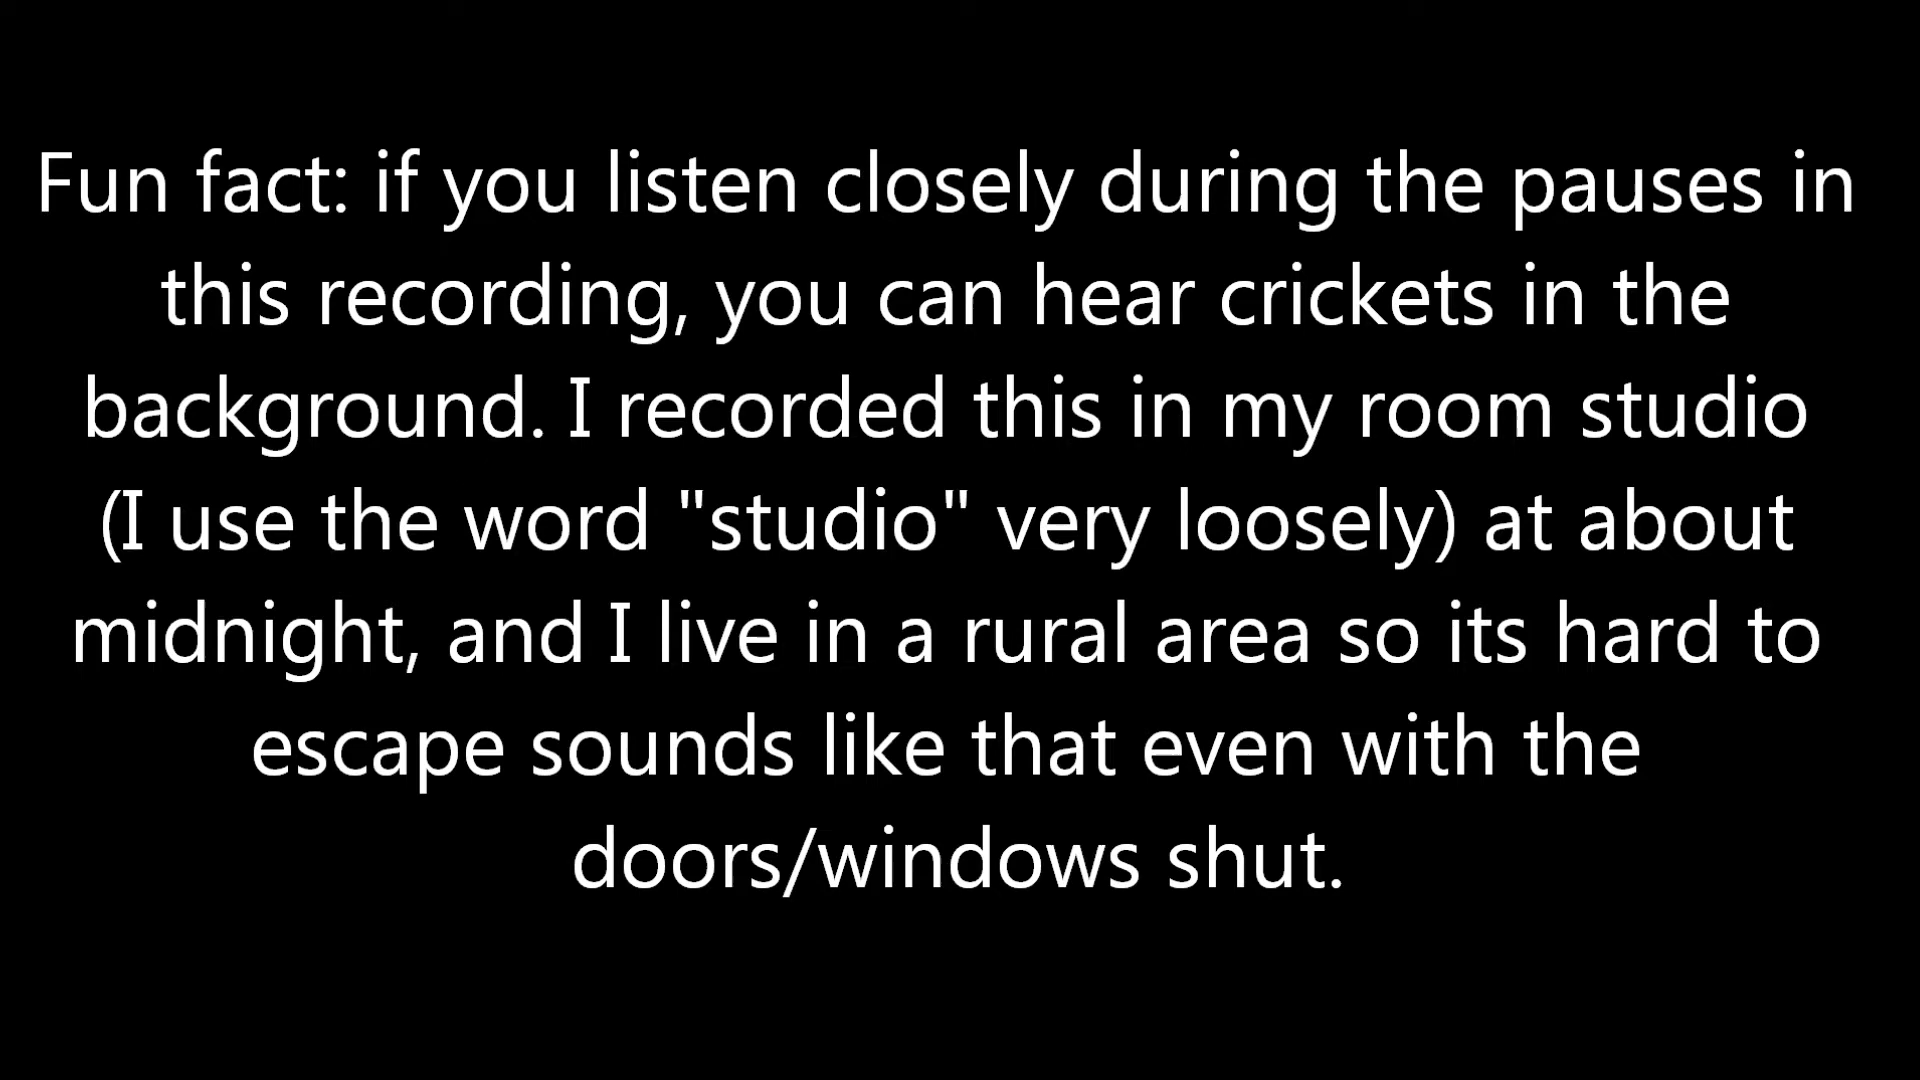 Fun fact: if you listen closely during the pauses in
this recording, you can hear crickets in the
background. I recorded this in my room studio
(I use the word "studio" very loosely) at about
midnight, and I live in a rural area so its hard to
escape sounds like that even with the
doors/windows shut.